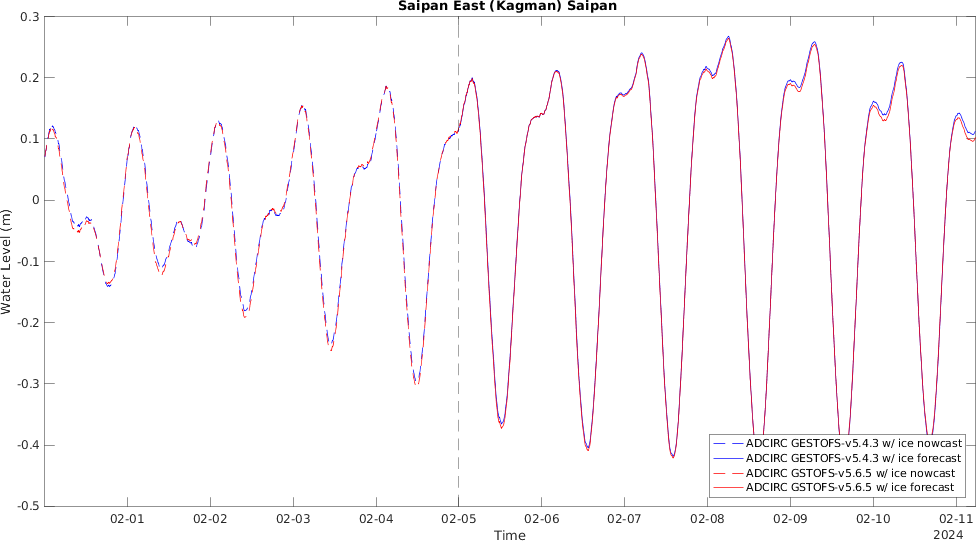 Saipan East (Kagman) Saipan
0.3
0.2
0.1
0
-0.1
-0.2
-0.3
-0.4
-0.5
Water Level (m)
ADCIRC GESTOFS-v5.4.3 w/ ice nowcast
ADCIRC GESTOFS-v5.4.3 w/ ice forecast
ADCIRC GSTOFS-v5.6.5 w/ ice nowcast
ADCIRC GSTOFS-v5.6.5 w/ ice forecast
02-01 02-02 02-03 02-04 02-05 02-06 02-07 02-08 02-09 02-10 02-11
Time
2024